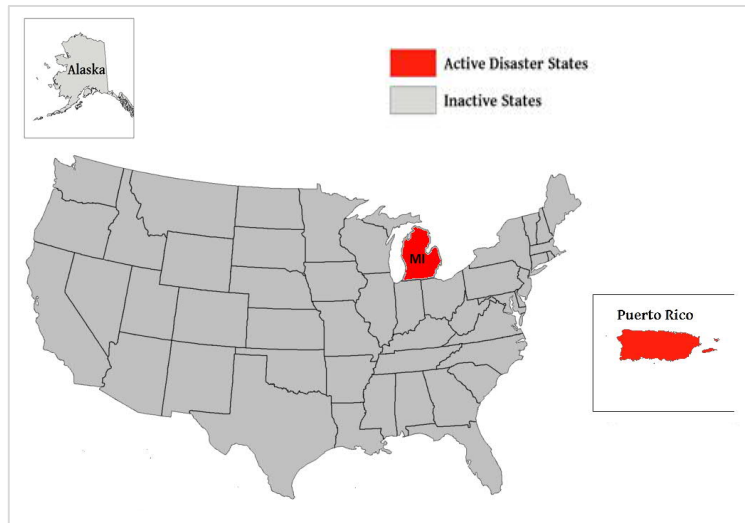 Alaska
Active Disaster States
Inactive States
MI
Puerto Rico